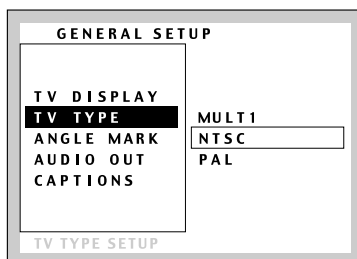 GENERAL SETUP
TV DISPLAY
TV TYPE
ANGLE MARK
AUDIO OUT
CAPTIONS
MULT1
NTSC
PAL
TV TYPE SETUP